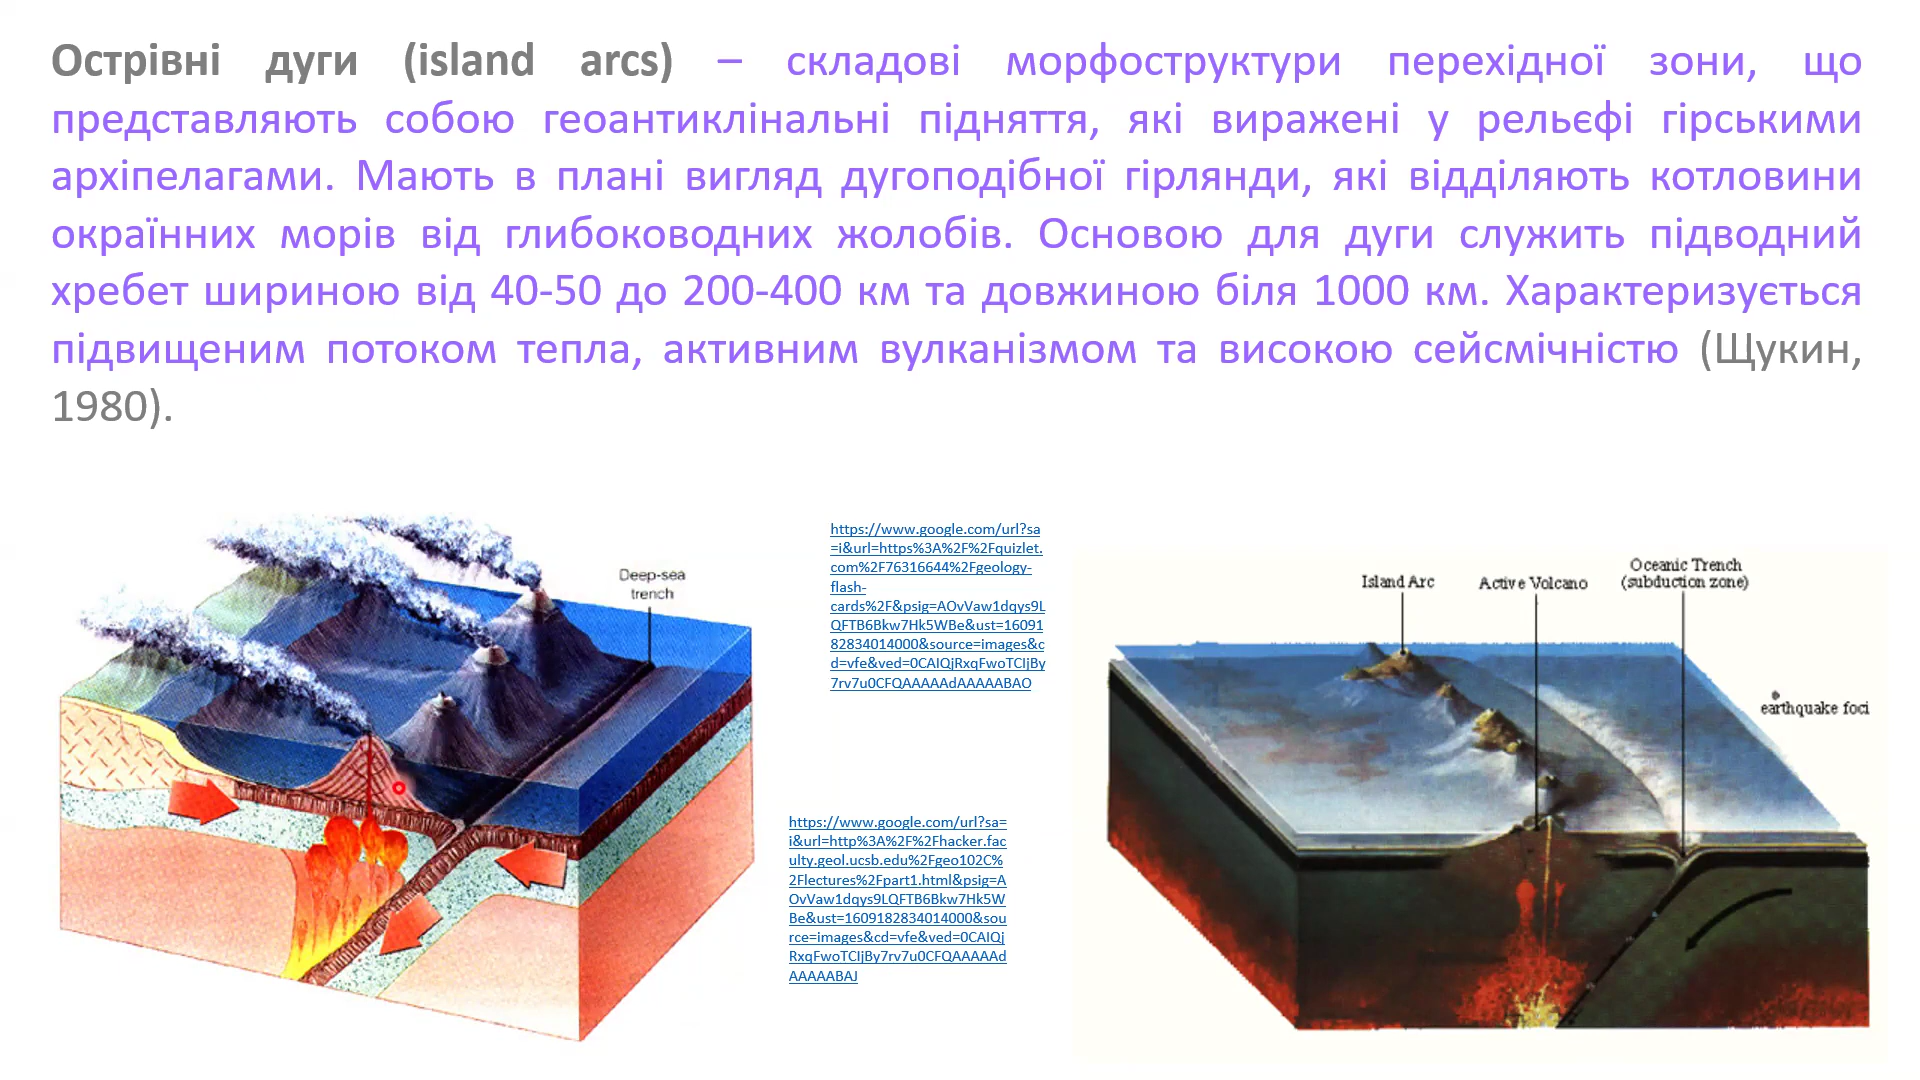 Острівні дуги (island arcs) – складові морфоструктури перехідної зони, що
представляють собою геоантиклінальні підняття, які виражені у рельєфі гірськими
архіпелагами. Мають в плані вигляд дугоподібної гірлянди, які відділяють котловини
окраїнних морів від глибоководних жолобів. Основою для дуги служить підводний
хребет шириною від 40-50 до 200-400 км та довжиною біля 1000 км. Характеризується
підвищеним потоком тепла, активним вулканізмом та високою сейсмічністю (Щукин,
1980).
Deep-sea
trench
https://www.google.com/url?sa
=i&url=https%3A%2F%2Fquizlet.
com%2F76316644%2Fgeology-
flash-
cards%2F&psig=AOvVaw1dqys9L
QFTB6Bkw7Hk5WBe&ust=16091
82834014000&source=images&c
d=vfe&ved=0CAIQjRxqFwoTCIjBy
7rv7u0CFQAAAAAdAAAAABAO
https://www.google.com/url?sa=
i&url=http%3A%2F%2Fhacker.fac
ulty.geol.ucsb.edu%2Fgeo102C%
2Flectures%2Fpart1.html&psig=A
OvVaw1dqys9LQFTB6Bkw7Hk5W
Be&ust=1609182834014000&sou
rce=images&cd=vfe&ved=0CAIQj
RxqFwoTCIjBy7rv7u0CFQAAAAAd
AAAAABAJ
Island Arc
Active Volcano
Oceanic Trench
(subduction zone)
earthquake foci